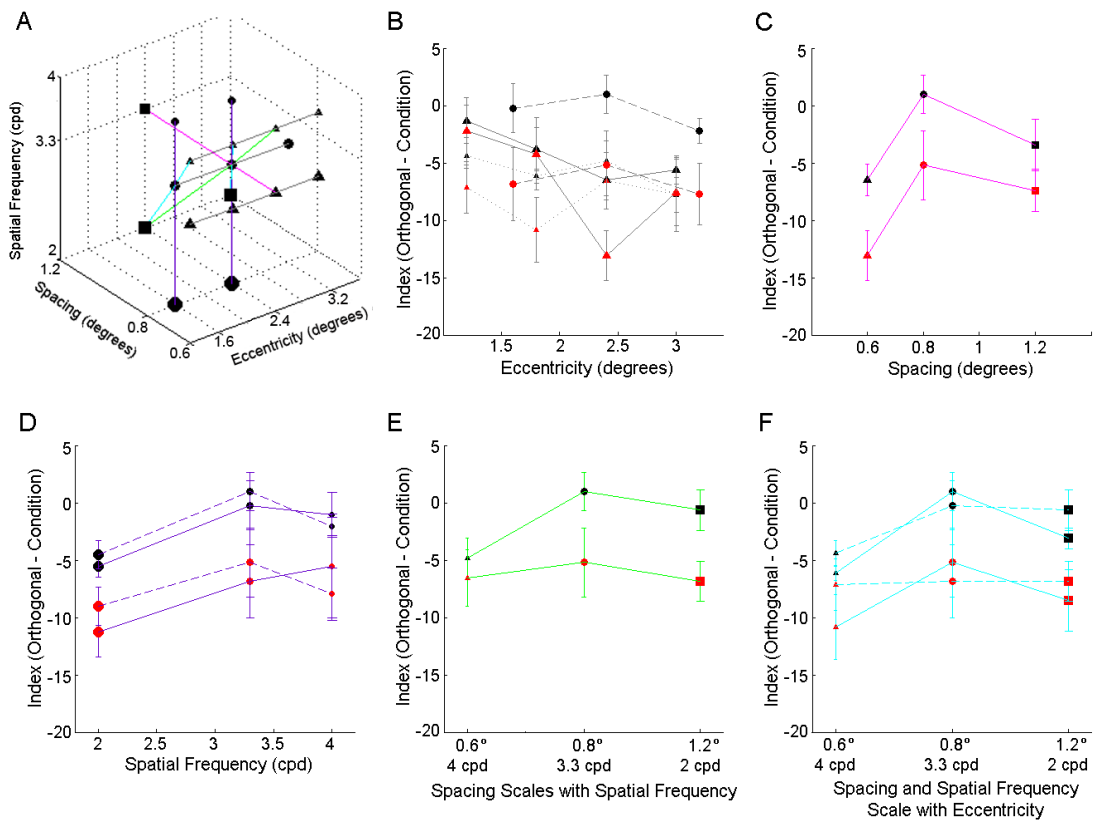 A
Spatial Frequency (cpd)
4
3.3
2
1.2
0.8
0.6
Spacing (degrees)
1.6
2.4
3.2
Eccentricity (degrees)
B
Index (Orthogonal - Condition)
5
0
-5
-10
-15
-20
1.5
2
2.5
3
Eccentricity (degrees)
C
Index (Orthogonal - Condition)
5
0
-5
-10
-15
-20
0.6
0.8
1
1.2
Spacing (degrees)
D
Index (Orthogonal - Condition)
5
0
-5
-10
-15
-20
2
2.5
3
3.5
4
Spatial Frequency (cpd)
E
Index (Orthogonal - Condition)
5
0
-5
-10
-15
-20
0.6° 0.8° 1.2°
4 cpd 3.3 cpd 2 cpd
Spacing Scales with Spatial Frequency
F
Index (Orthogonal - Condition)
5
0
-5
-10
-15
-20
0.6° 0.8° 1.2°
4 cpd 3.3 cpd 2 cpd
Spacing and Spatial Frequency
Scale with Eccentricity